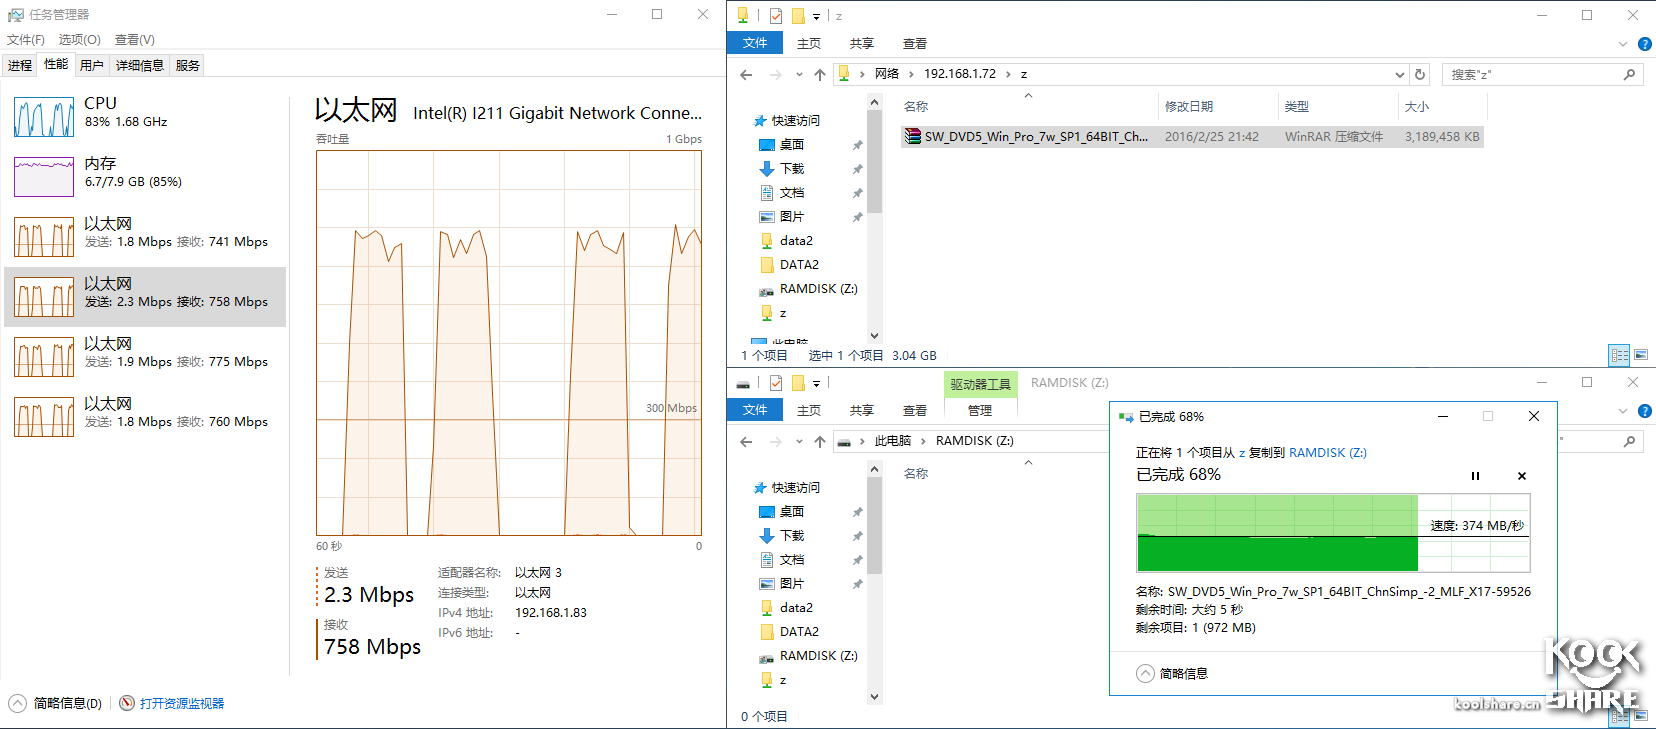 任务管理器
文件(F) 选项(O) 查看(V)
进程 性能 用户 详细信息 服务
CPU
83% 1.68 GHz
内存
6.7/7.9 GB (85%)
以太网
发送: 1.8 Mbps 接收: 741 Mbps
以太网
发送: 2.3 Mbps 接收: 758 Mbps
以太网
发送: 1.9 Mbps 接收: 775 Mbps
以太网
发送: 1.8 Mbps 接收: 760 Mbps
以太网 Intel(R) I211 Gigabit Network Conne...
吞吐量 1 Gbps
300 Mbps
60 秒 0
发送
2.3 Mbps
接收
758 Mbps
适配器名称: 以太网 3
连接类型: 以太网
IPv4 地址: 192.168.1.83
IPv6 地址: -
简略信息(D) 打开资源监视器
z
文件 主页 共享 查看
网络 192.168.1.72 z
搜索"z"
快速访问
桌面
下载
文档
图片
data2
DATA2
RAMDISK (Z:)
z
此电脑
名称 修改日期 类型 大小
SW_DVD5_Win_Pro_7w_SP1_64BIT_Ch... 2016/2/25 21:42 WinRAR 压缩文件 3,189,458 KB
1 个项目 选中 1 个项目 3.04 GB
驱动器工具 RAMDISK (Z:)
文件 主页 共享 查看 管理
此电脑 RAMDISK (Z:)
快速访问
桌面
下载
文档
图片
data2
DATA2
RAMDISK (Z:)
z
名称
0 个项目
已完成 68%
正在将 1 个项目从 z 复制到 RAMDISK (Z:)
已完成 68%
速度: 374 MB/秒
名称: SW_DVD5_Win_Pro_7w_SP1_64BIT_ChnSimp_-2_MLF_X17-59526
剩余时间: 大约 5 秒
剩余项目: 1 (972 MB)
简略信息
KOOL
SHARE
koolshare.cn